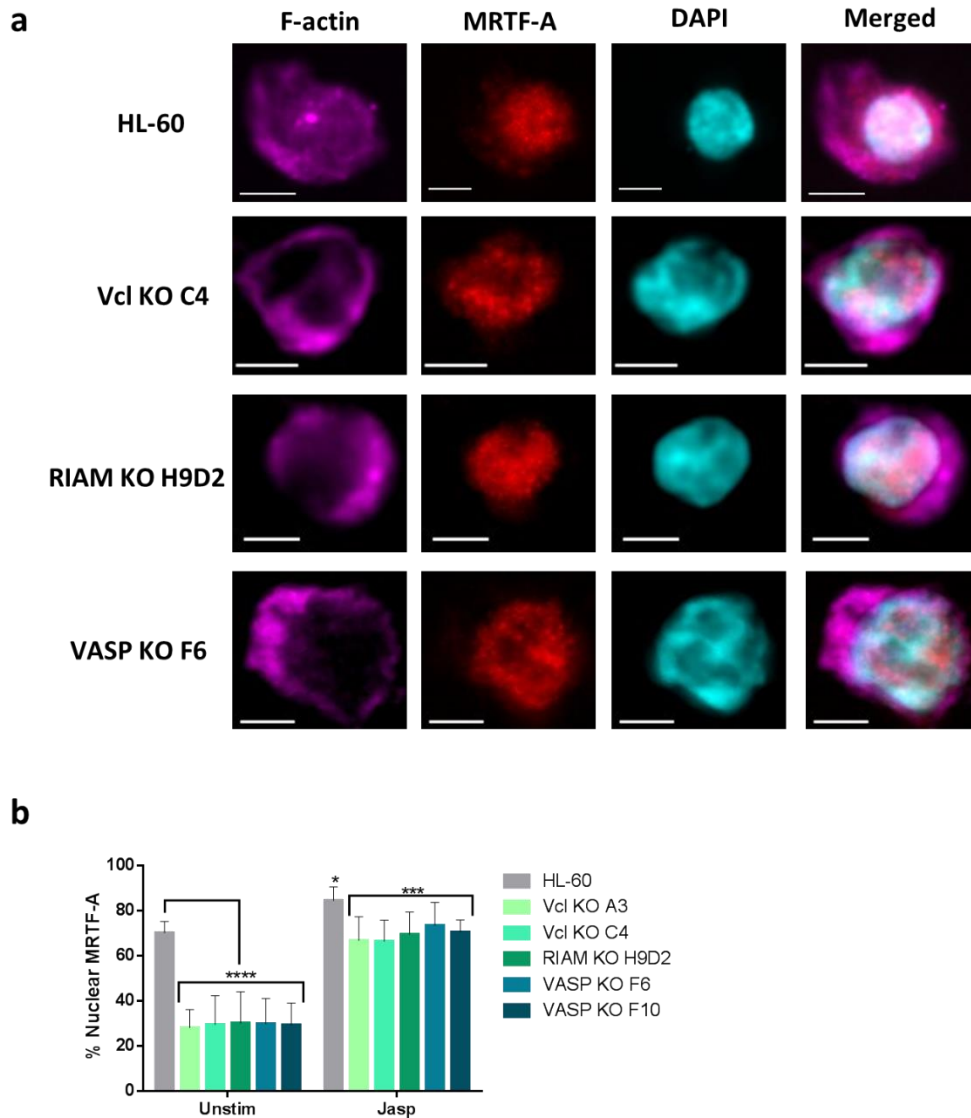 a
F-actin MRTF-A DAPI Merged
HL-60
Vcl KO C4
RIAM KO H9D2
VASP KO F6
b
% Nuclear MRTF-A
100
80
60
40
20
0
****
*
***
Unstim Jasp
HL-60
Vcl KO A3
Vcl KO C4
RIAM KO H9D2
VASP KO F6
VASP KO F10